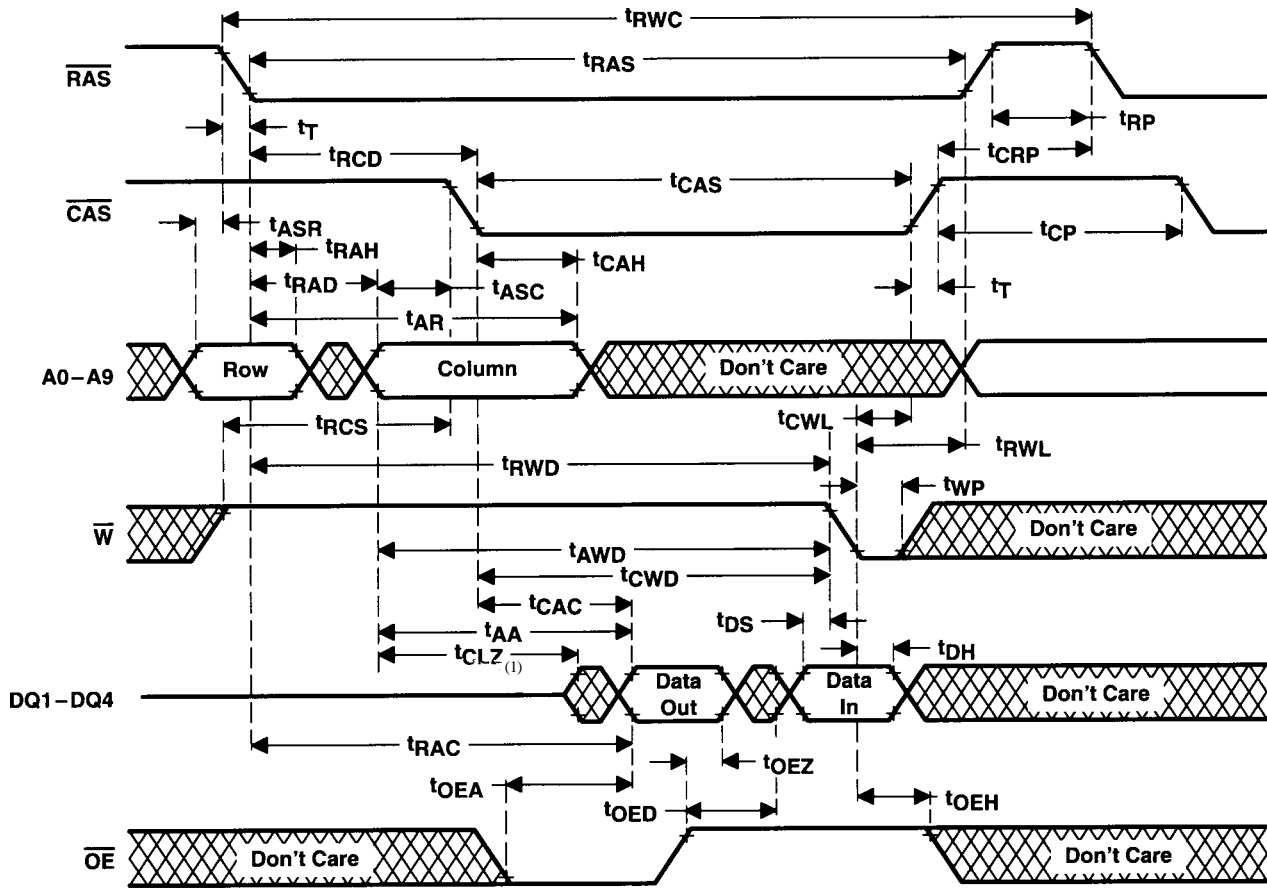 tRWC
RAS
tRAS
tT
tRP
tRCD
tCRP
CAS
tCAS
tASR
tCP
tRAH
tCAH
tRAD
tASC
tT
tAR
A0–A9
Row
Column
Don't Care
tRCS
tCWL
tRWL
tRWD
tWP
W
Don't Care
tAWD
tCWD
tCAC
tDS
tAA
tDH
tCLZ (1)
DQ1–DQ4
Data Out
Data In
Don't Care
tRAC
tOEZ
tOEA
tOED
tOEH
OE
Don't Care
Don't Care